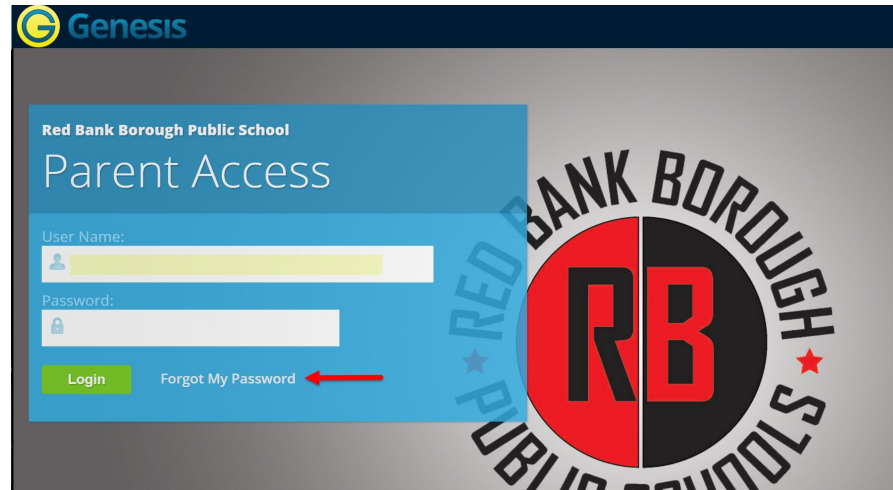 Genesis
Red Bank Borough Public School
Parent Access
User Name:
Password:
Login Forgot My Password
RED BANK BOROUGH
RB
PUBLIC SCHOOLS